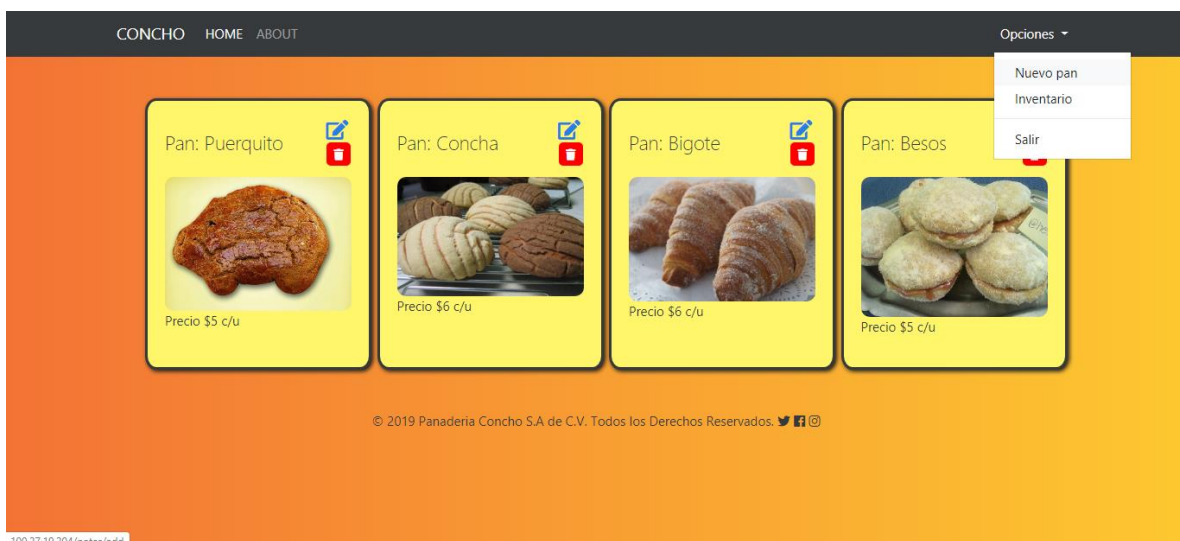 CONCHO HOME ABOUT Opciones
Nuevo pan
Inventario
Salir
Pan: Puerquito
Precio $5 c/u
Pan: Concha
Precio $6 c/u
Pan: Bigote
Precio $6 c/u
Pan: Besos
Precio $5 c/u
© 2019 Panaderia Concho S.A de C.V. Todos los Derechos Reservados.